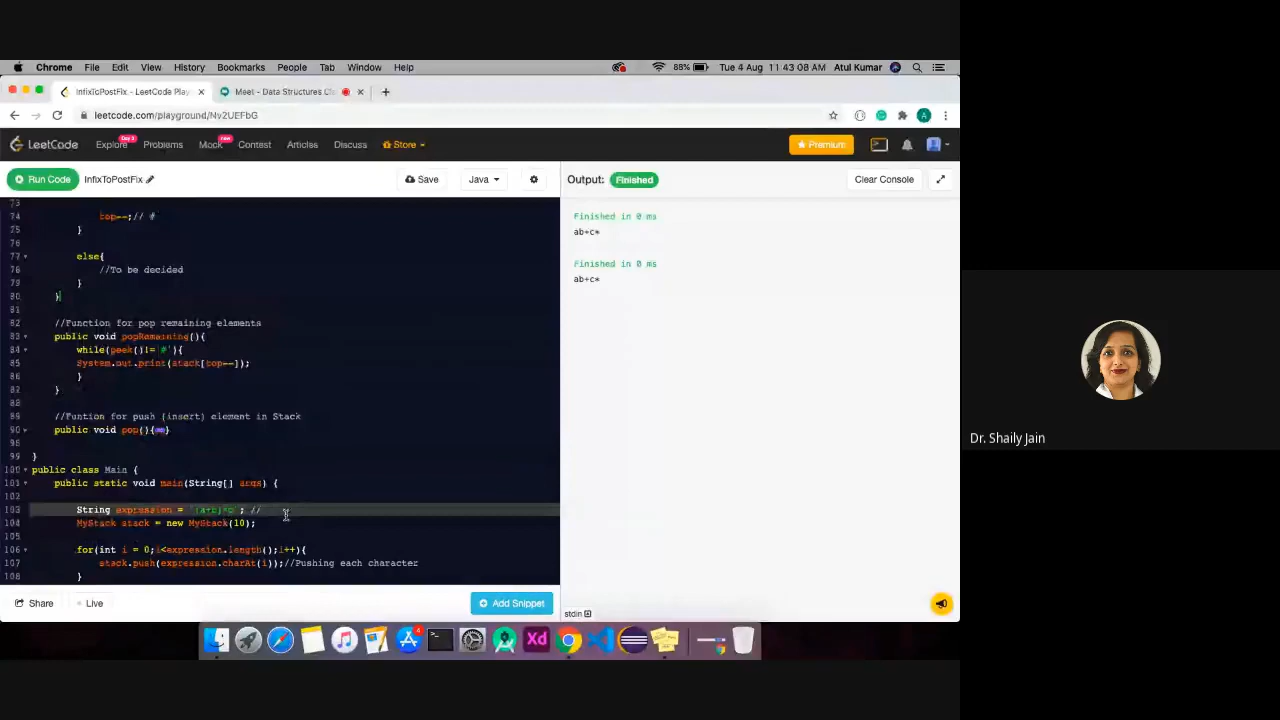 Chrome File Edit View History Bookmarks People Tab Window Help 88% Tue 4 Aug 11:43:08 AM Atul Kumar
InfixToPostFix - LeetCode Play Meet - Data Structures Cl
leetcode.com/playground/Nv2UEFbG A
LeetCode Explore Day 3 Problems Mock New Contest Articles Discuss Store Premium
Run Code InfixToPostFix Save Java
73
74 top--;// #
75 }
76
77 else{
78 //To be decided
79 }
80 }
81
82 //Function for pop remaining elements
83 public void popRemaining(){
84 while(peek()!='#'){
85 System.out.print(stack[top--]);
86 }
87 }
88
89 //Funtion for push (insert) element in Stack
90 public void pop(){}
98
99 }
100 public class Main {
101 public static void main(String[] args) {
102
103 String expression = ; //
104 MyStack stack = new MyStack(10);
105
106 for(int i = 0;i<expression.length();i++){
107 stack.push(expression.charAt(i));//Pushing each character
108 }
Share Live Add Snippet
Output: Finished Clear Console
Finished in 0 ms
ab+c*
Finished in 0 ms
ab+c*
stdin
4
Xd
Dr. Shaily Jain